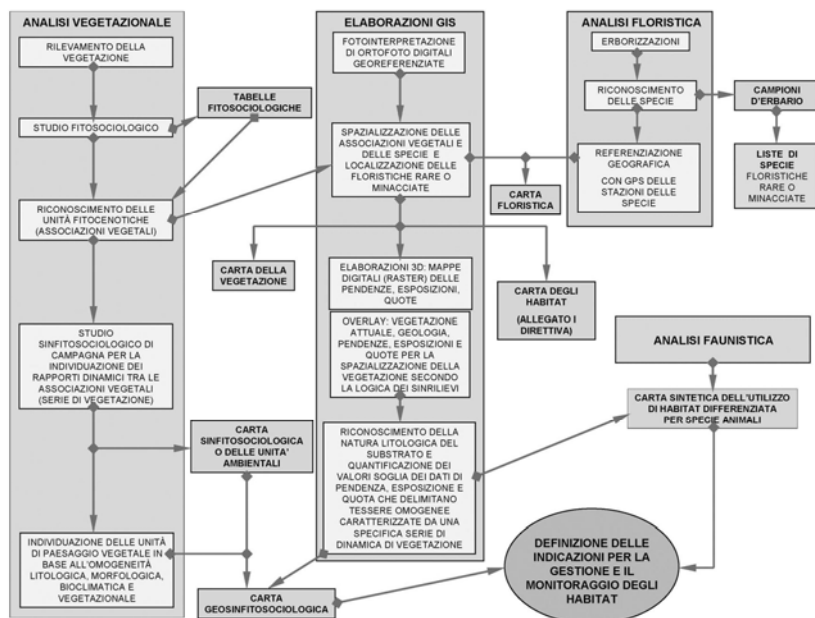 ANALISI VEGETAZIONALE
RILEVAMENTO DELLA
VEGETAZIONE
STUDIO FITOSOCIOLOGICO
TABELLE
FITOSOCIOLOGICHE
RICONOSCIMENTO DELLE
UNITÀ FITOCENOTICHE
(ASSOCIAZIONI VEGETALI)
STUDIO
SINFITOSOCIOLOGICO DI
CAMPAGNA PER LA
INDIVIDUAZIONE DEI
RAPPORTI DINAMICI TRA LE
ASSOCIAZIONI VEGETALI
(SERIE DI VEGETAZIONE)
CARTA
SINFITOSOCIOLOGICA
O DELLE UNITA'
AMBIENTALI
INDIVIDUAZIONE DELLE UNITÀ
DI PAESAGGIO VEGETALE IN
BASE ALL'OMOGENEITÀ
LITOLOGICA, MORFOLOGICA,
BIOCLIMATICA E
VEGETAZIONALE
ELABORAZIONI GIS
FOTOINTERPRETAZIONE
DI ORTOFOTO DIGITALI
GEOREFERENZIATE
SPAZIALIZZAZIONE DELLE
ASSOCIAZIONI VEGETALI E
DELLE SPECIE E
LOCALIZZAZIONE DELLE
FLORISTICHE RARE O
MINACCIATE
CARTA DELLA
VEGETAZIONE
ELABORAZIONI 3D: MAPPE
DIGITALI (RASTER) DELLE
PENDENZE, ESPOSIZIONI,
QUOTE
OVERLAY: VEGETAZIONE
ATTUALE, GEOLOGIA,
PENDENZE, ESPOSIZIONI E
QUOTE PER LA
SPAZIALIZZAZIONE DELLA
VEGETAZIONE SECONDO
LA LOGICA DEI SINRILIEVI
RICONOSCIMENTO DELLA
NATURA LITOLOGICA DEL
SUBSTRATO E
QUANTIFICAZIONE DEI
VALORI SOGLIA DEI DATI DI
PENDENZA, ESPOSIZIONE E
QUOTA CHE DELIMITANO
TESSERE OMOGENEE
CARATTERIZZATE DA UNA
SPECIFICA SERIE DI
DINAMICA DI VEGETAZIONE
CARTA
GEOSINFITOSOCIOLOGICA
ANALISI FLORISTICA
ERBORIZZAZIONI
RICONOSCIMENTO
DELLE SPECIE
REFERENZIAZIONE
GEOGRAFICA
CON GPS DELLE
STAZIONI DELLE
SPECIE
CAMPIONI
D'ERBARIO
LISTE DI
SPECIE
FLORISTICHE
RARE O
MINACCIATE
CARTA
FLORISTICA
CARTA DEGLI
HABITAT
(ALLEGATO I
DIRETTIVA)
ANALISI FAUNISTICA
CARTA SINTETICA DELL'UTILIZZO
DI HABITAT DIFFERENZIATA
PER SPECIE ANIMALI
DEFINIZIONE DELLE
INDICAZIONI PER LA
GESTIONE E IL
MONITORAGGIO DEGLI
HABITAT